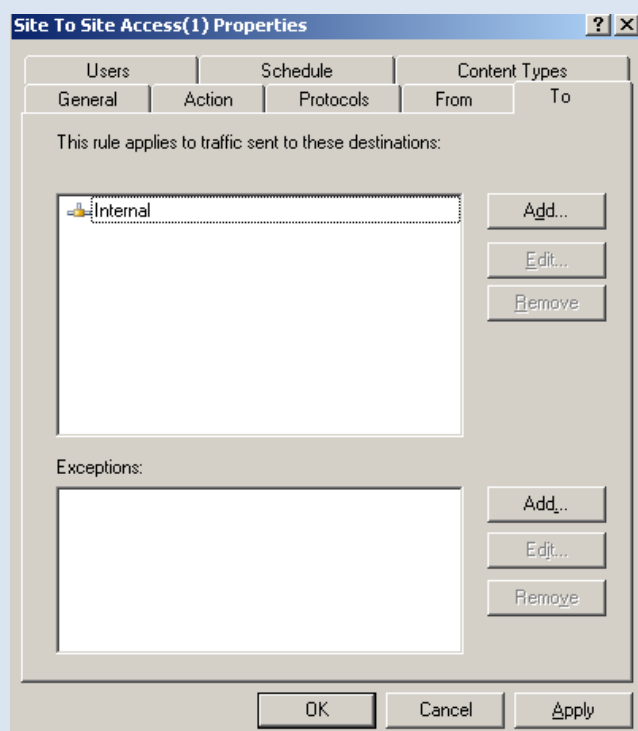 Site To Site Access(1) Properties
Users Schedule Content Types
General Action Protocols From To
This rule applies to traffic sent to these destinations:
Internal
Add...
Edit...
Remove
Exceptions:
Add...
Edit...
Remove
OK Cancel Apply